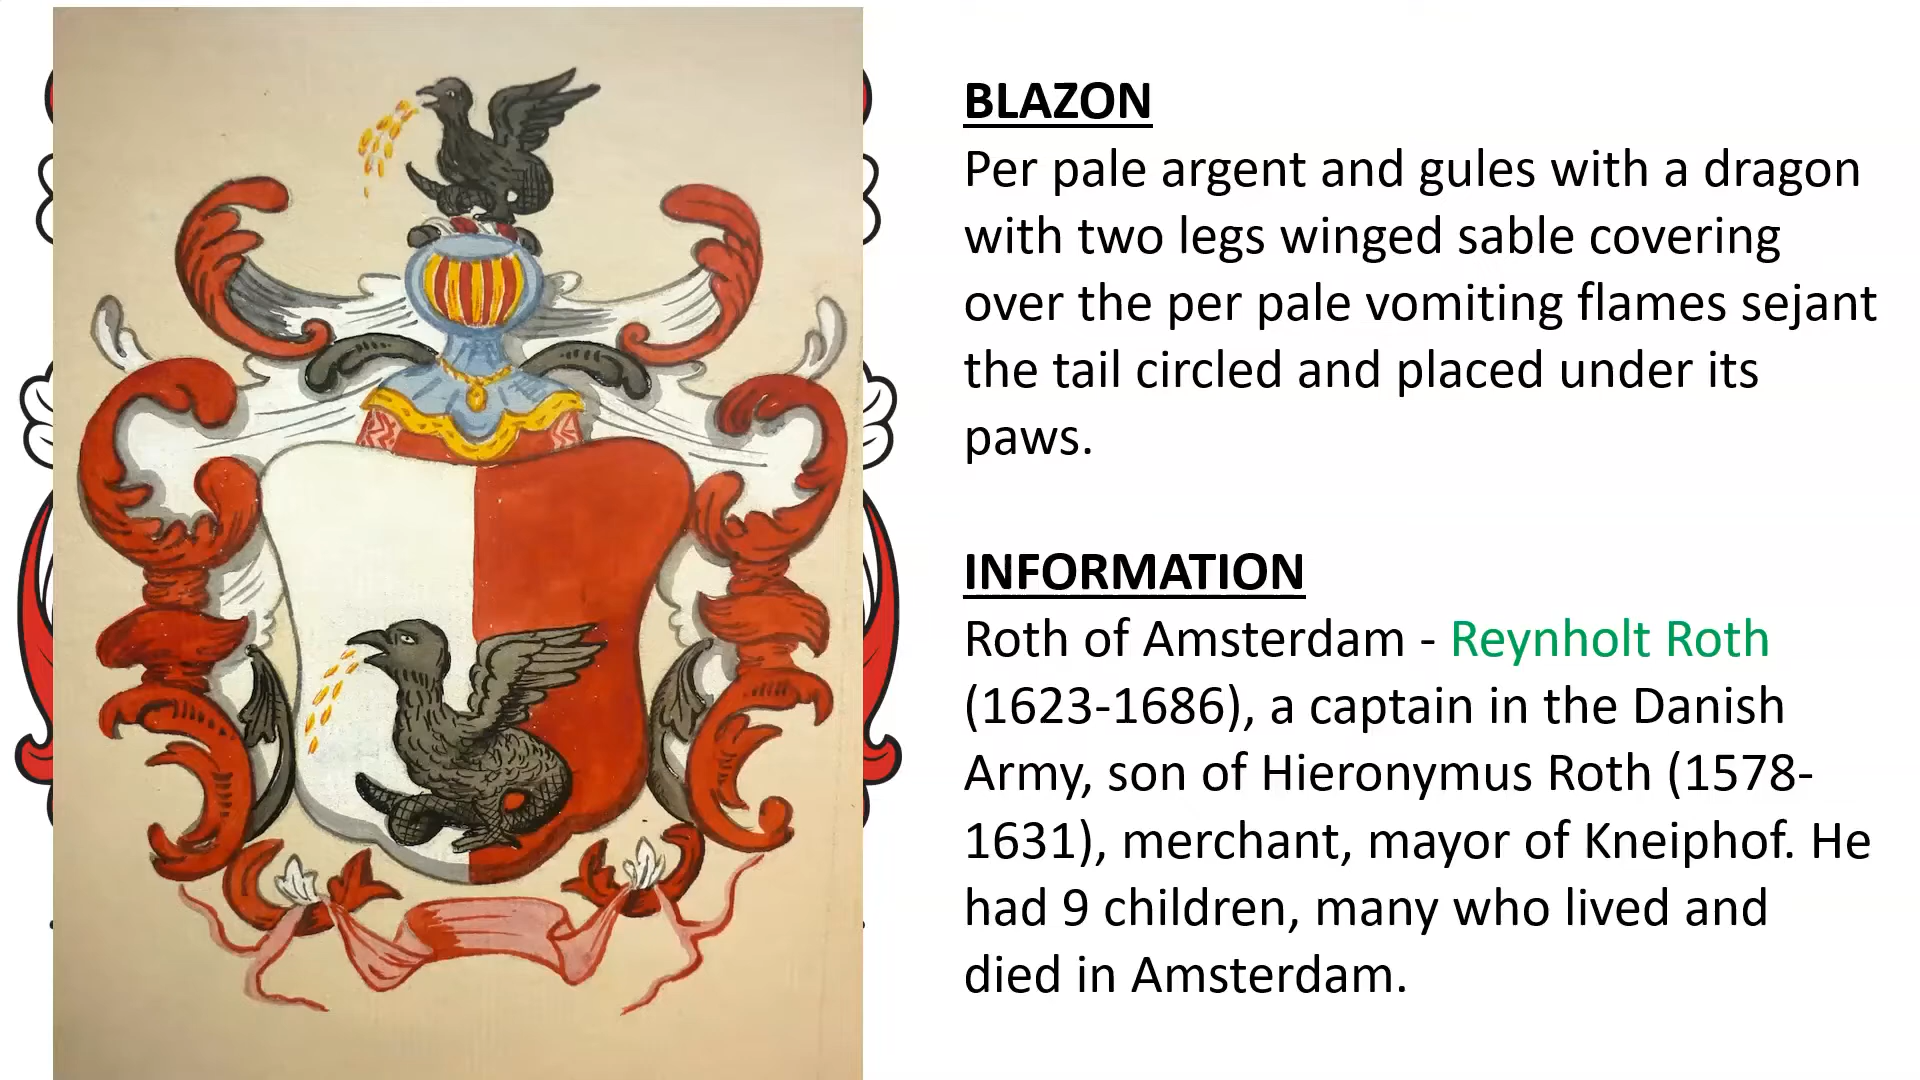 BLAZON
Per pale argent and gules with a dragon
with two legs winged sable covering
over the per pale vomiting flames sejant
the tail circled and placed under its
paws.
INFORMATION
Roth of Amsterdam - Reynholt Roth
(1623-1686), a captain in the Danish
Army, son of Hieronymus Roth (1578-
1631), merchant, mayor of Kneiphof. He
had 9 children, many who lived and
died in Amsterdam.